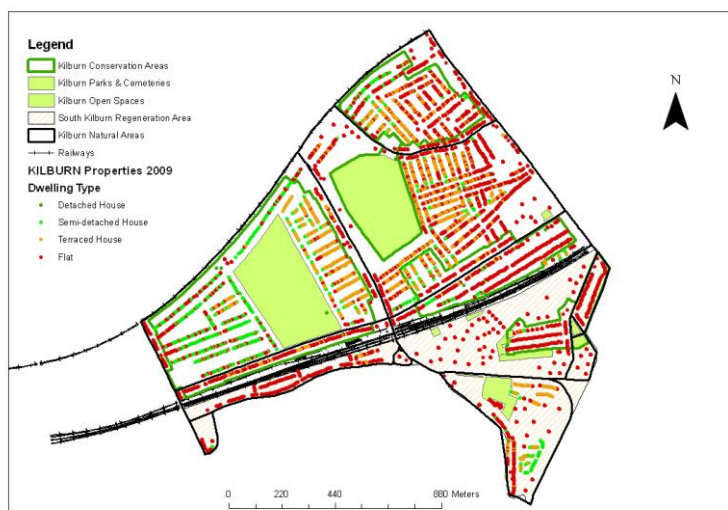 Legend
Kilburn Conservation Areas
Kilburn Parks & Cemeteries
Kilburn Open Spaces
South Kilburn Regeneration Area
Kilburn Natural Areas
Railways
KILBURN Properties 2009
Dwelling Type
Detached House
Semi-detached House
Terraced House
Flat
N
0 220 440 880 Meters